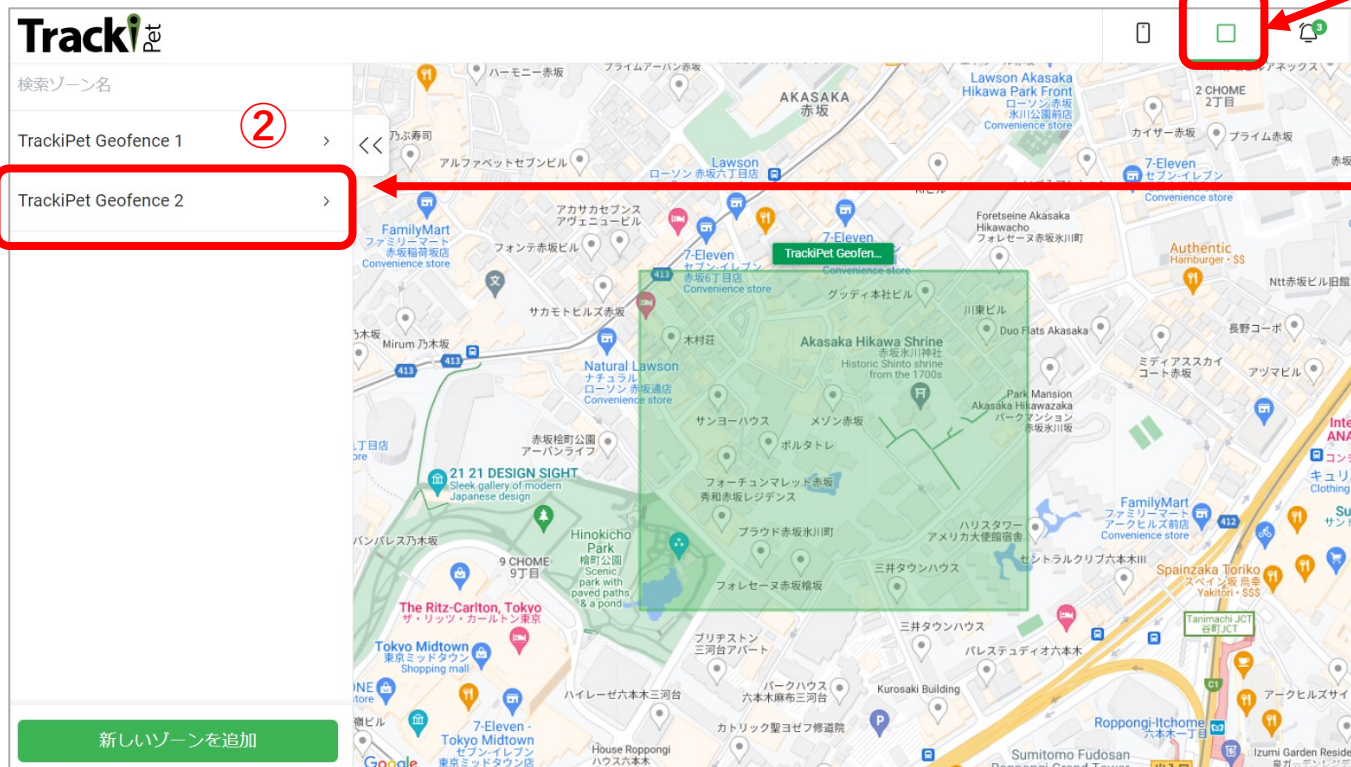 TrackiPet
3
検索ゾーン名
②
TrackiPet Geofence 1
TrackiPet Geofence 2
<<
新しいゾーンを追加
ハーモニー赤坂
プライムアーバン赤坂
AKASAKA
赤坂
Lawson Akasaka
Hikawa Park Front
ローソン 赤坂
氷川公園前店
Convenience store
2 CHOME
2丁目
カイザー赤坂
プライム赤坂
乃ぶ寿司
アルファベットセブンビル
Lawson
ローソン 赤坂六丁目店
7-Eleven
セブン-イレブン
Convenience store
FamilyMart
ファミリーマート
赤坂稲荷坂店
Convenience store
アカサカセブンス
アヴェニュービル
フォンテ赤坂ビル
7-Eleven
セブン-イレブン
赤坂6丁目店
Convenience store
7-Eleven
Convenience store
TrackiPet Geofen...
Foretseine Akasaka
Hikawacho
フォレセーヌ赤坂氷川町
Authentic
Hamburger・$$
Ntt赤坂ビル旧館
413
サカモトヒルズ赤坂
グッディ本社ビル
川東ビル
Duo Flats Akasaka
長野コーポ
Mirum 乃木坂
413
413
木村荘
Akasaka Hikawa Shrine
赤坂氷川神社
Historic Shinto shrine
from the 1700s
ミディアススカイ
コート赤坂
アヅマビル
Natural Lawson
ナチュラル
ローソン 赤坂通店
Convenience store
Park Mansion
Akasaka Hikawazaka
パークマンション
赤坂氷川坂
サンヨーハウス
メゾン赤坂
ポルタトレ
赤坂桧町公園
アーバンライフ
21 21 DESIGN SIGHT
Sleek gallery of modern
Japanese design
フォーチュンマレット赤坂
秀和赤坂レジデンス
プラウド赤坂氷川町
ハリスタワー
アメリカ大使館宿舎
FamilyMart
ファミリーマート
アークヒルズ前店
Convenience store
412
Hinokicho
Park
檜町公園
Scenic
park with
paved paths
& a pond
9 CHOME
9丁目
三井タウンハウス
フォレセーヌ赤坂檜坂
セントラルクリブ六本木III
Spainzaka Toriko
スペイン坂 鳥幸
Yakitori・$$$
The Ritz-Carlton, Tokyo
ザ・リッツ・カールトン東京
Tanimachi JCT
谷町JCT
Tokyo Midtown
東京ミッドタウン
Shopping mall
ブリヂストン
三河台アパート
三井タウンハウス
パレステュディオ六本木
ハイレーゼ六本木三河台
パークハウス
六本木麻布三河台
Kurosaki Building
C1
アークヒルズサイ
7-Eleven -
Tokyo Midtown
セブン-イレブン
東京ミッドタウン店
カトリック聖ヨゼフ修道院
P
Roppongi-Itchome
六本木一丁目
House Roppongi
ハウス六本木
Sumitomo Fudosan
Izumi Garden Reside
Google